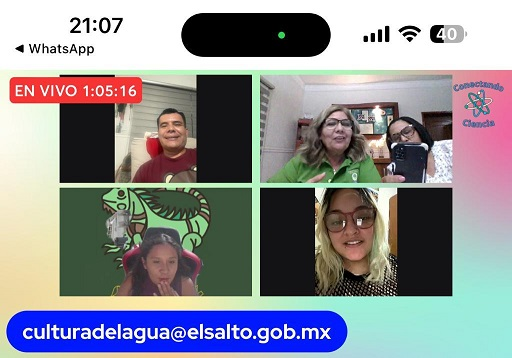 21:07
40
◀ WhatsApp
EN VIVO 1:05:16
Conectando
Ciencia
culturadelagua@elsalto.gob.mx